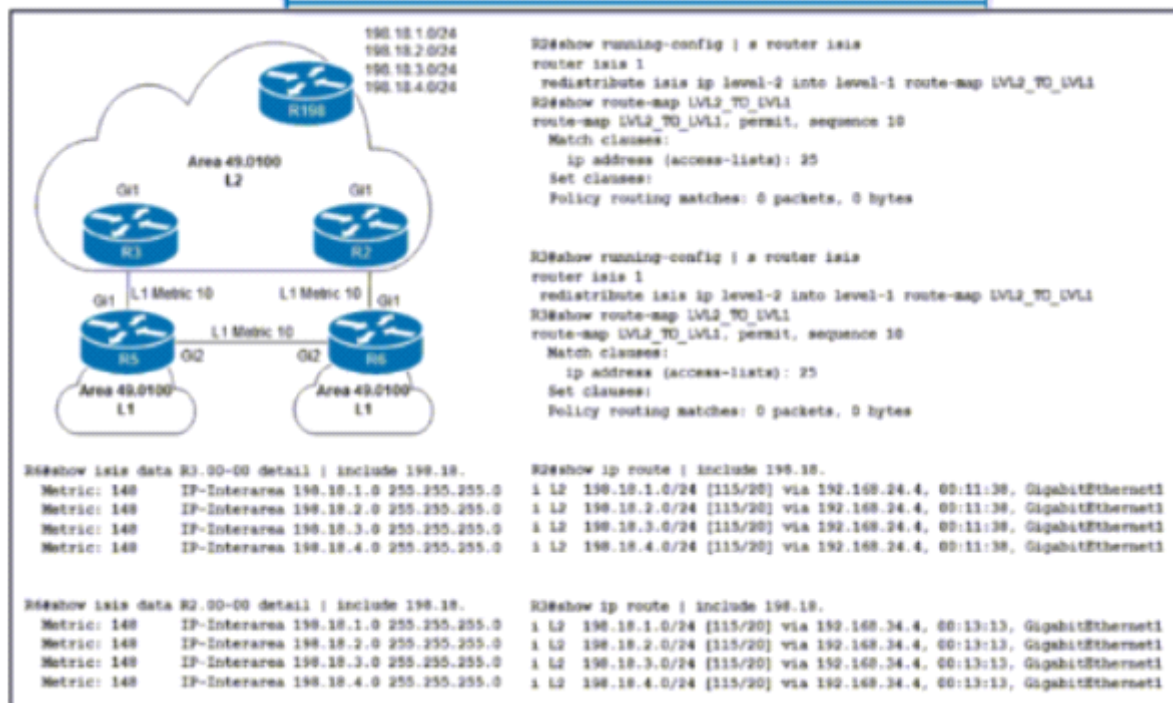 198.18.1.0/24
198.18.2.0/24
198.18.3.0/24
198.18.4.0/24
R198
Area 49.0100
L2
Gi1
Gi1
R3
R2
L1 Metric 10
L1 Metric 10
Gi1
Gi1
L1 Metric 10
R5
Gi2
Gi2
R6
Area 49.0100
L1
Area 49.0100
L1
R2#show running-config | s router isis
router isis 1
redistribute isis ip level-2 into level-1 route-map LVL2_TO_LVL1
R2#show route-map LVL2_TO_LVL1
route-map LVL2_TO_LVL1, permit, sequence 10
Match clauses:
ip address (access-lists): 25
Set clauses:
Policy routing matches: 0 packets, 0 bytes
R3#show running-config | s router isis
router isis 1
redistribute isis ip level-2 into level-1 route-map LVL2_TO_LVL1
R3#show route-map LVL2_TO_LVL1
route-map LVL2_TO_LVL1, permit, sequence 10
Match clauses:
ip address (access-lists): 25
Set clauses:
Policy routing matches: 0 packets, 0 bytes
R6#show isis data R3.00-00 detail | include 198.18.
Metric: 148 IP-Interarea 198.18.1.0 255.255.255.0
Metric: 148 IP-Interarea 198.18.2.0 255.255.255.0
Metric: 148 IP-Interarea 198.18.3.0 255.255.255.0
Metric: 148 IP-Interarea 198.18.4.0 255.255.255.0
R2#show ip route | include 198.18.
i L2 198.18.1.0/24 [115/20] via 192.168.24.4, 00:11:38, GigabitEthernet1
i L2 198.18.2.0/24 [115/20] via 192.168.24.4, 00:11:38, GigabitEthernet1
i L2 198.18.3.0/24 [115/20] via 192.168.24.4, 00:11:38, GigabitEthernet1
i L2 198.18.4.0/24 [115/20] via 192.168.24.4, 00:11:38, GigabitEthernet1
R6#show isis data R2.00-00 detail | include 198.18.
Metric: 148 IP-Interarea 198.18.1.0 255.255.255.0
Metric: 148 IP-Interarea 198.18.2.0 255.255.255.0
Metric: 148 IP-Interarea 198.18.3.0 255.255.255.0
Metric: 148 IP-Interarea 198.18.4.0 255.255.255.0
R3#show ip route | include 198.18.
i L2 198.18.1.0/24 [115/20] via 192.168.34.4, 00:13:13, GigabitEthernet1
i L2 198.18.2.0/24 [115/20] via 192.168.34.4, 00:13:13, GigabitEthernet1
i L2 198.18.3.0/24 [115/20] via 192.168.34.4, 00:13:13, GigabitEthernet1
i L2 198.18.4.0/24 [115/20] via 192.168.34.4, 00:13:13, GigabitEthernet1